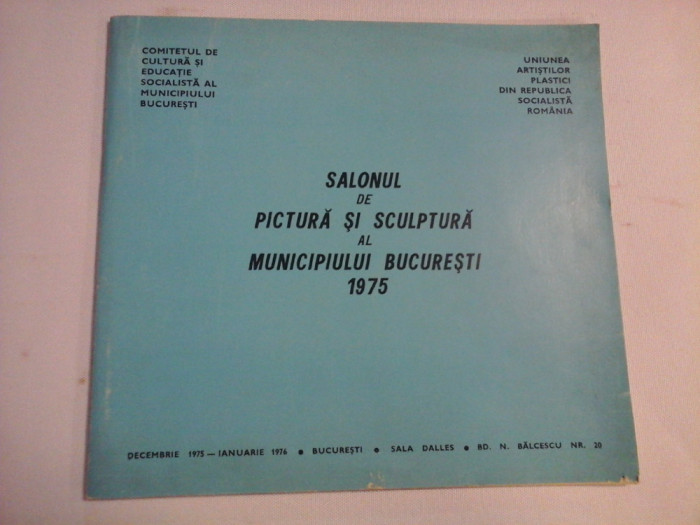 COMITETUL DE
CULTURĂ ȘI
EDUCAȚIE
SOCIALISTĂ AL
MUNICIPIULUI
BUCUREȘTI
UNIUNEA
ARTIȘTILOR
PLASTICI
DIN REPUBLICA
SOCIALISTĂ
ROMÂNIA
SALONUL
DE
PICTURĂ ȘI SCULPTURĂ
AL
MUNICIPIULUI BUCUREȘTI
1975
DECEMBRIE 1975 — IANUARIE 1976 • BUCUREȘTI • SALA DALLES • BD. N. BĂLCESCU NR. 20